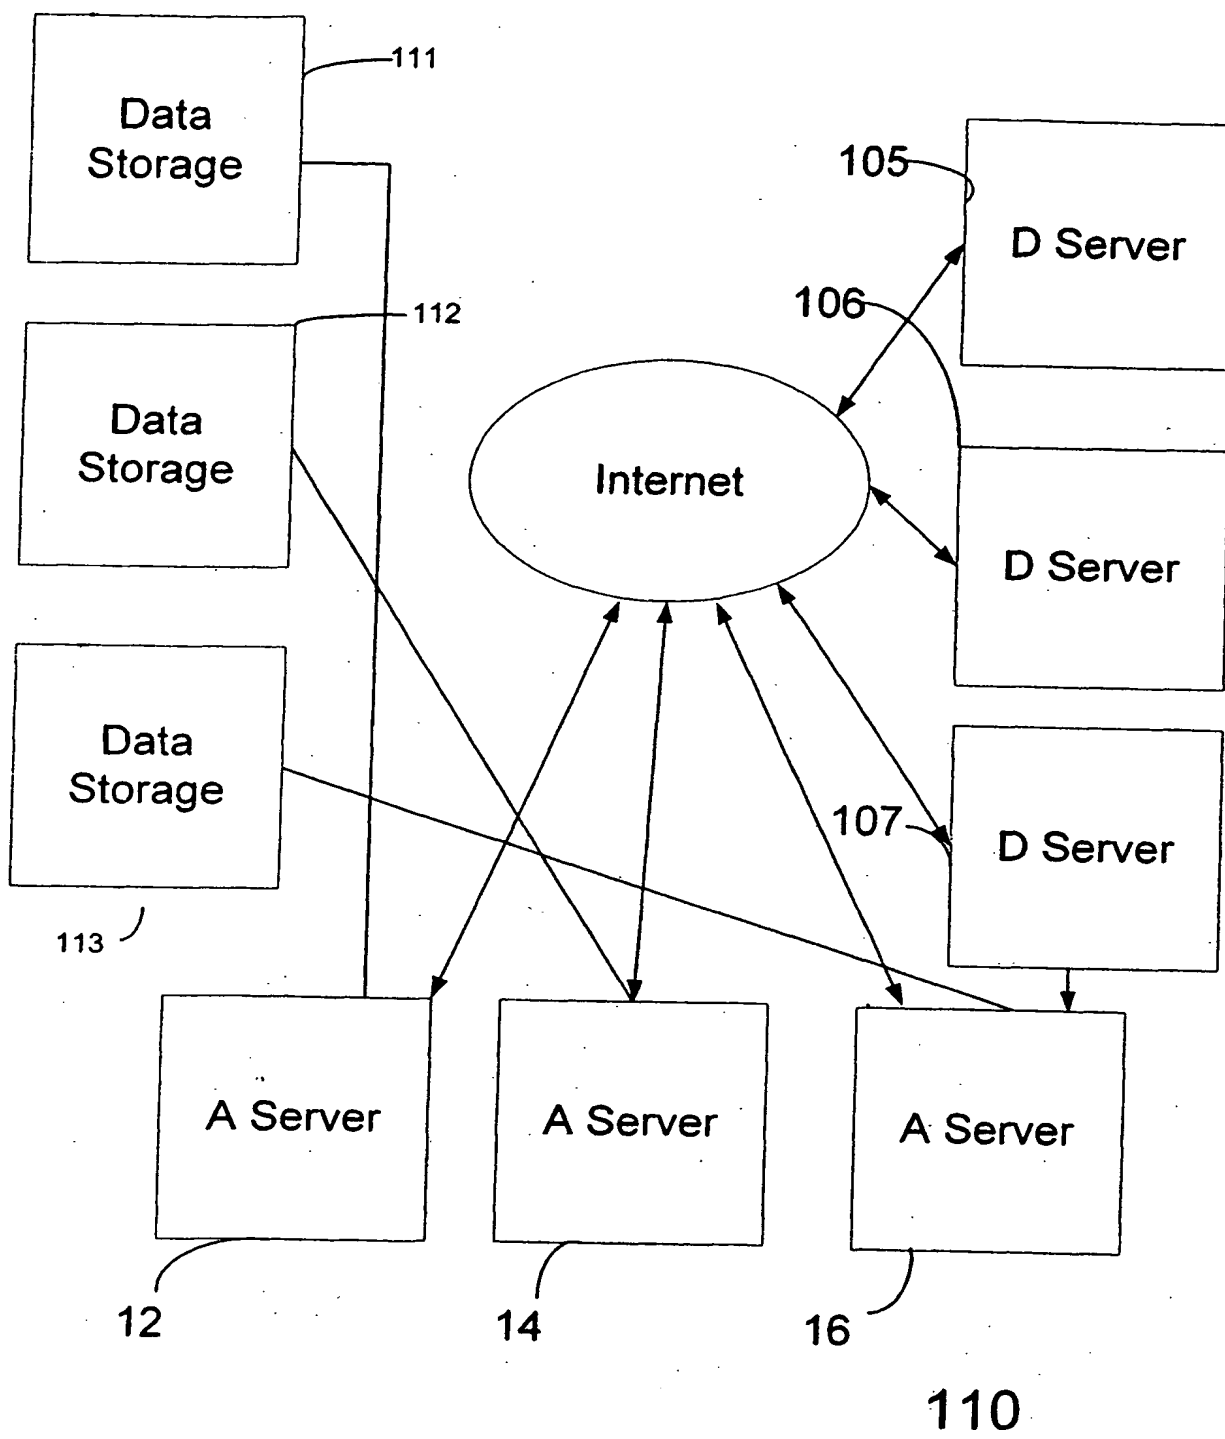 111
Data
Storage
105
D Server
106
112
Data
Storage
Internet
D Server
Data
Storage
107
D Server
113
A Server
A Server
A Server
12
14
16
110